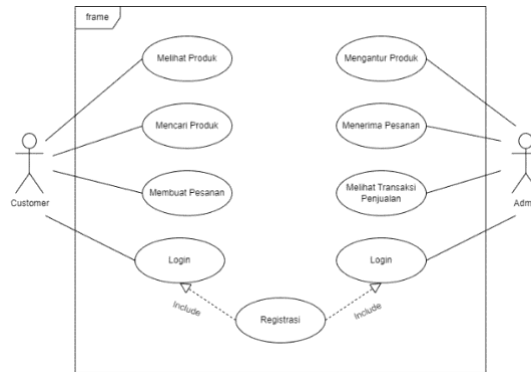 frame
Melihat Produk
Mengantur Produk
Mencari Produk
Menerima Pesanan
Membuat Pesanan
Melihat Transaksi
Penjualan
Customer
Adm
Login
Login
Include
Include
Registrasi